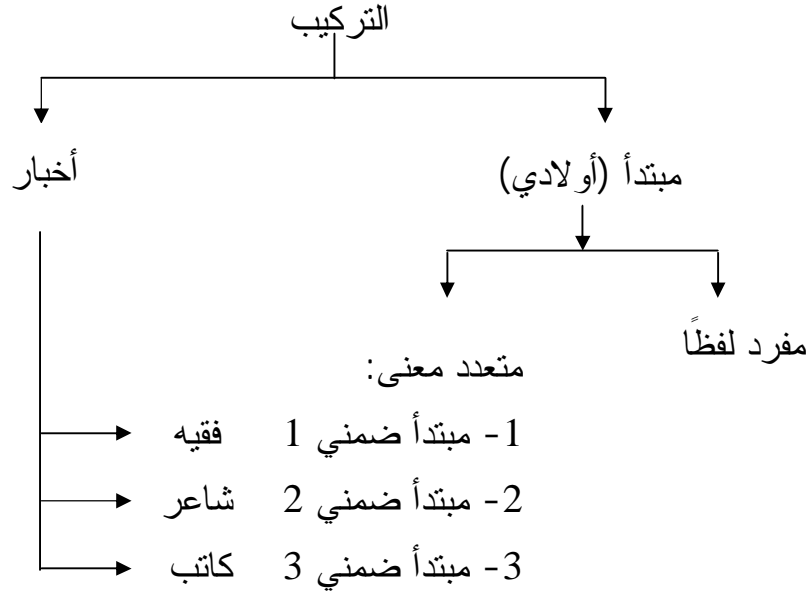 التركيب
مبتدأ (أولادي)
أخبار
مفرد لفظًا
متعدد معنى:
1- مبتدأ ضمني 1 فقيه
2- مبتدأ ضمني 2 شاعر
3- مبتدأ ضمني 3 كاتب